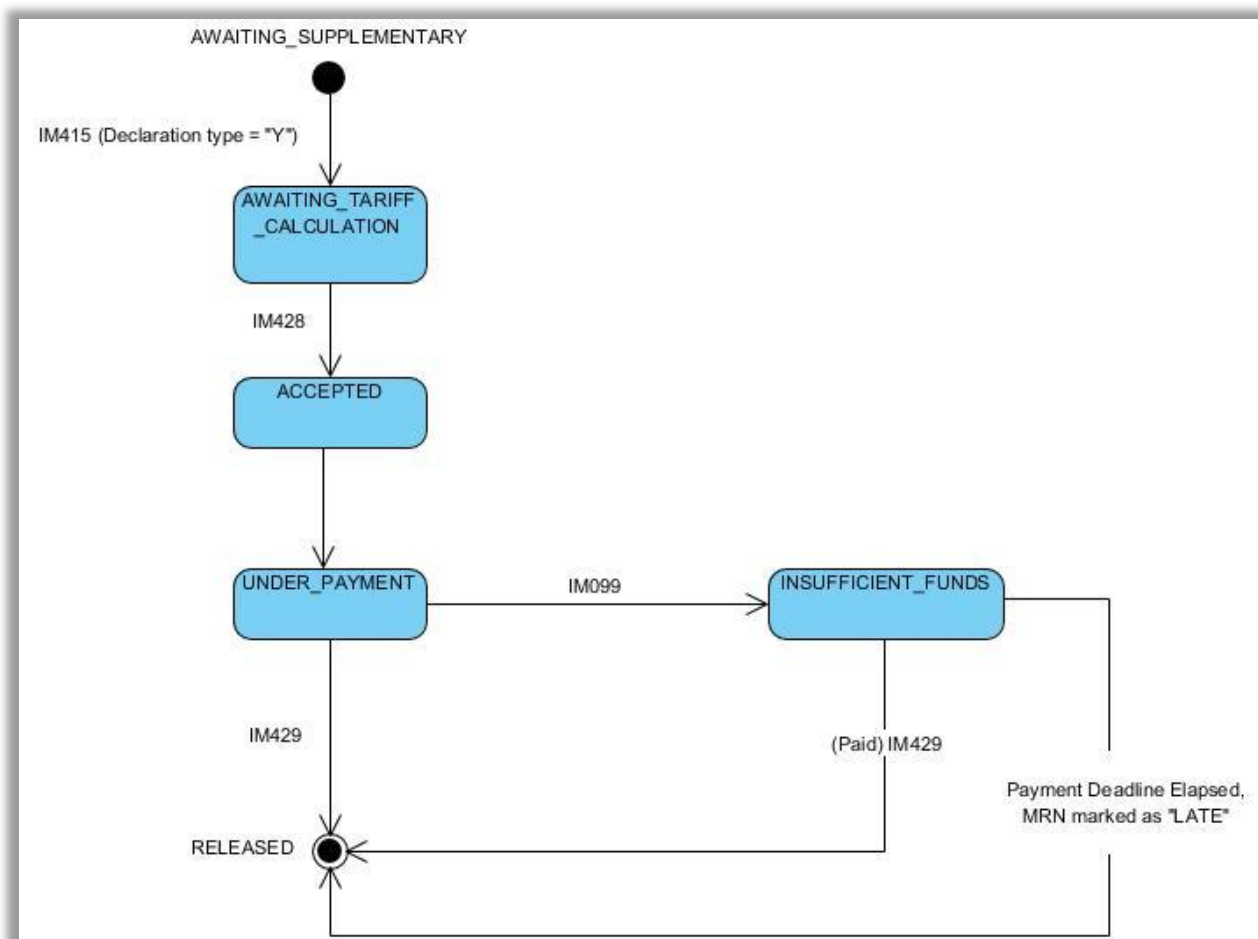 AWAITING_SUPPLEMENTARY
IM415 (Declaration type = "Y")
AWAITING_TARIFF
_CALCULATION
IM428
ACCEPTED
UNDER_PAYMENT
IM099
INSUFFICIENT_FUNDS
IM429
(Paid) IM429
Payment Deadline Elapsed,
MRN marked as "LATE"
RELEASED